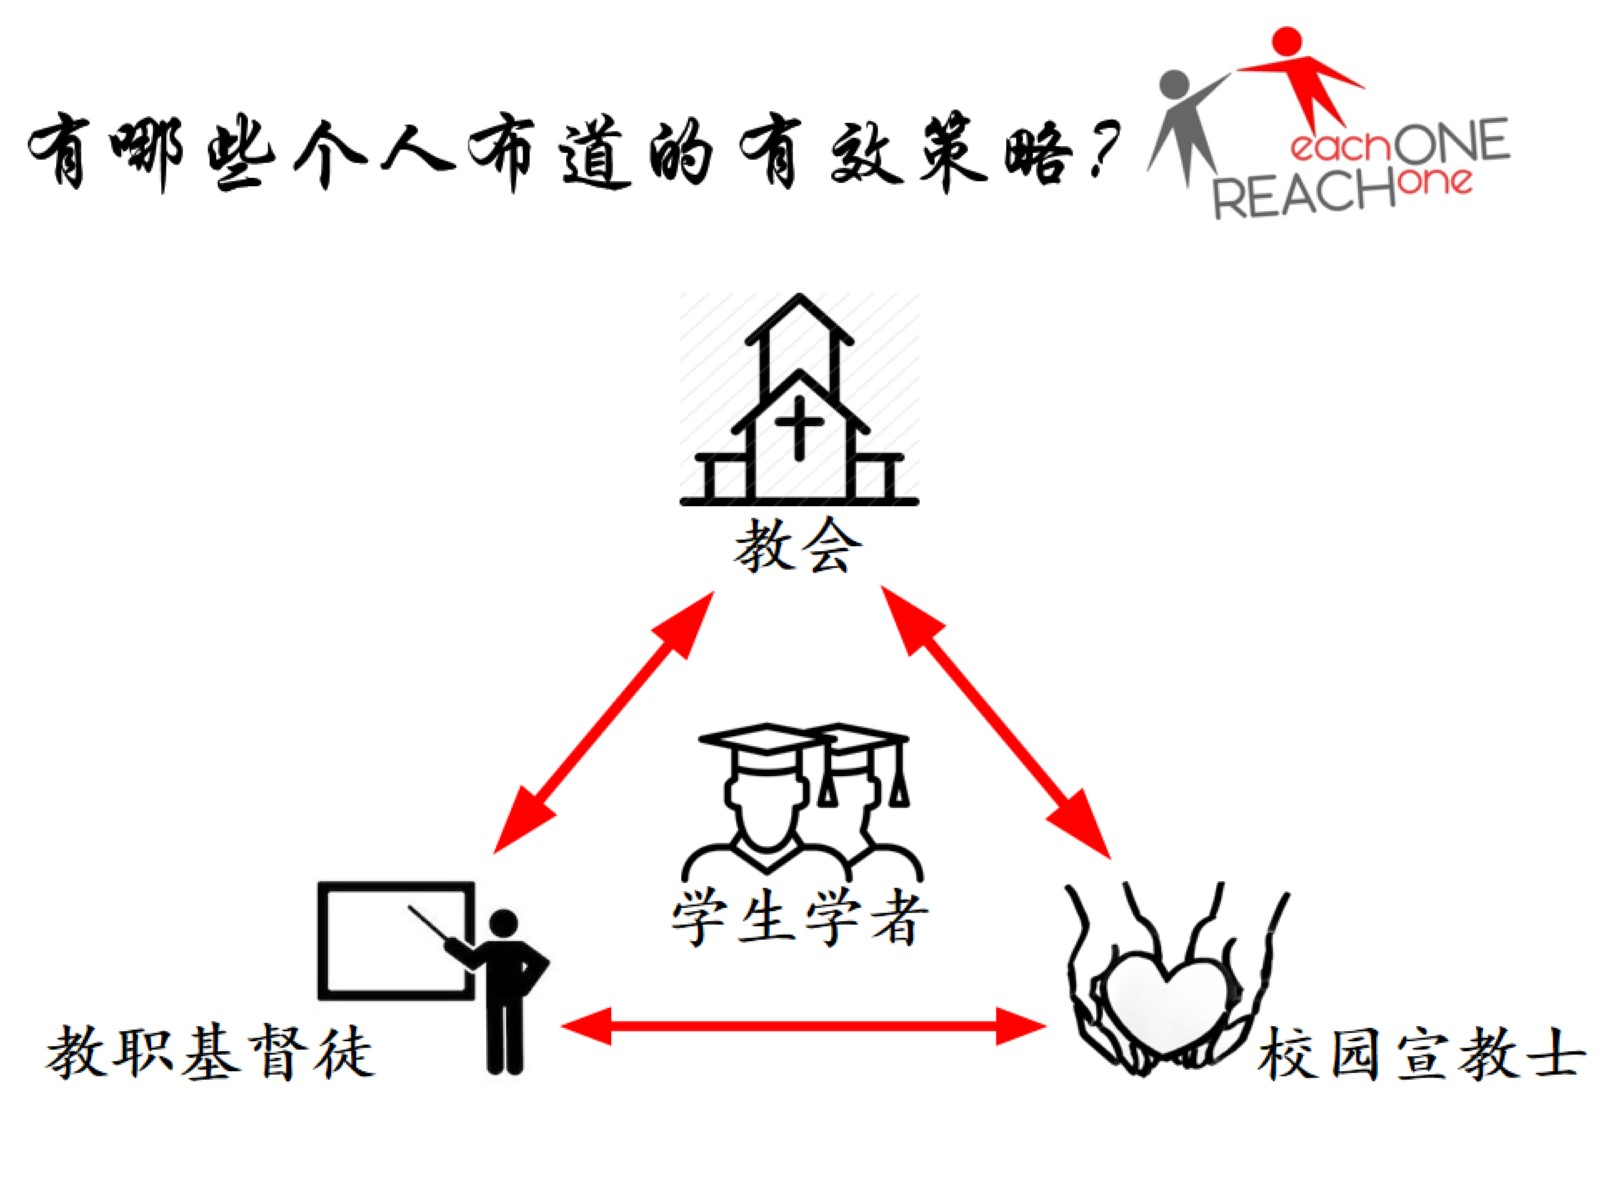 有哪些个人布道的有效策略?
eachONE
REACHone
教会
学生学者
教职基督徒
校园宣教士